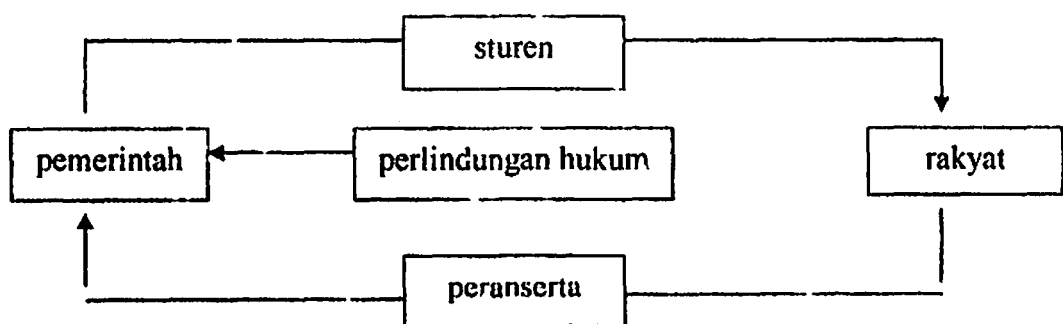 sturen
pemerintah
perlindungan hukum
rakyat
peranserta